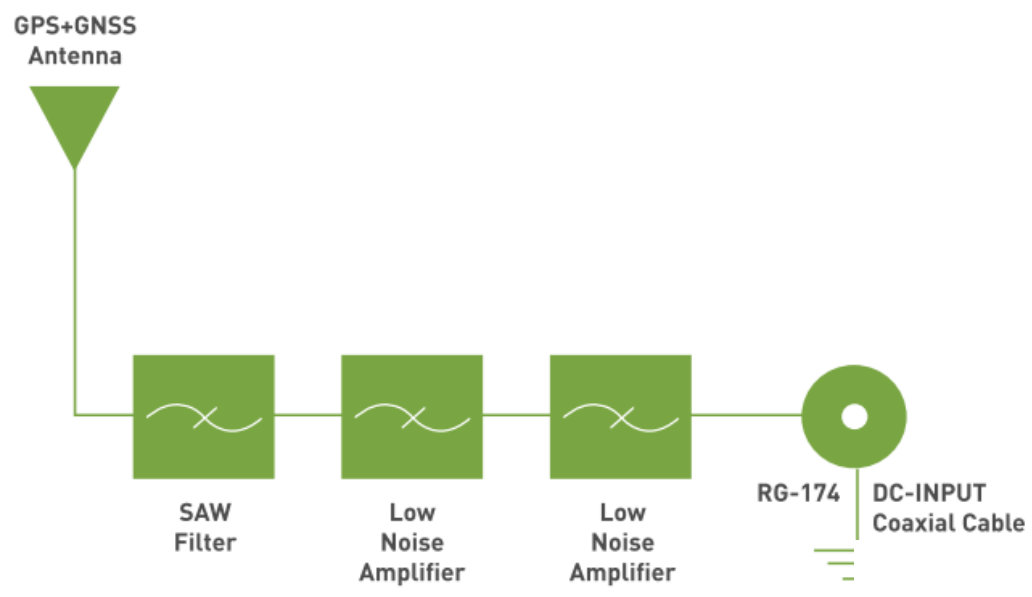 GPS+GNSS
Antenna
SAW
Filter
Low
Noise
Amplifier
Low
Noise
Amplifier
RG-174
DC-INPUT
Coaxial Cable